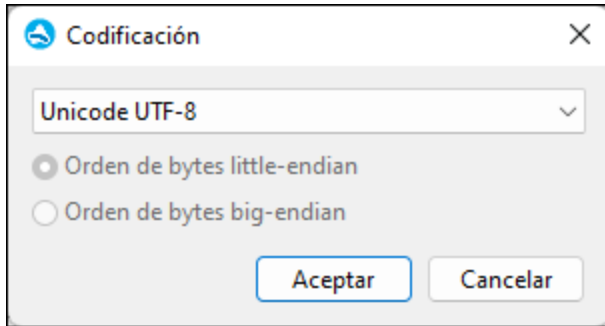 Codificación
Unicode UTF-8
Orden de bytes little-endian
Orden de bytes big-endian
Aceptar Cancelar